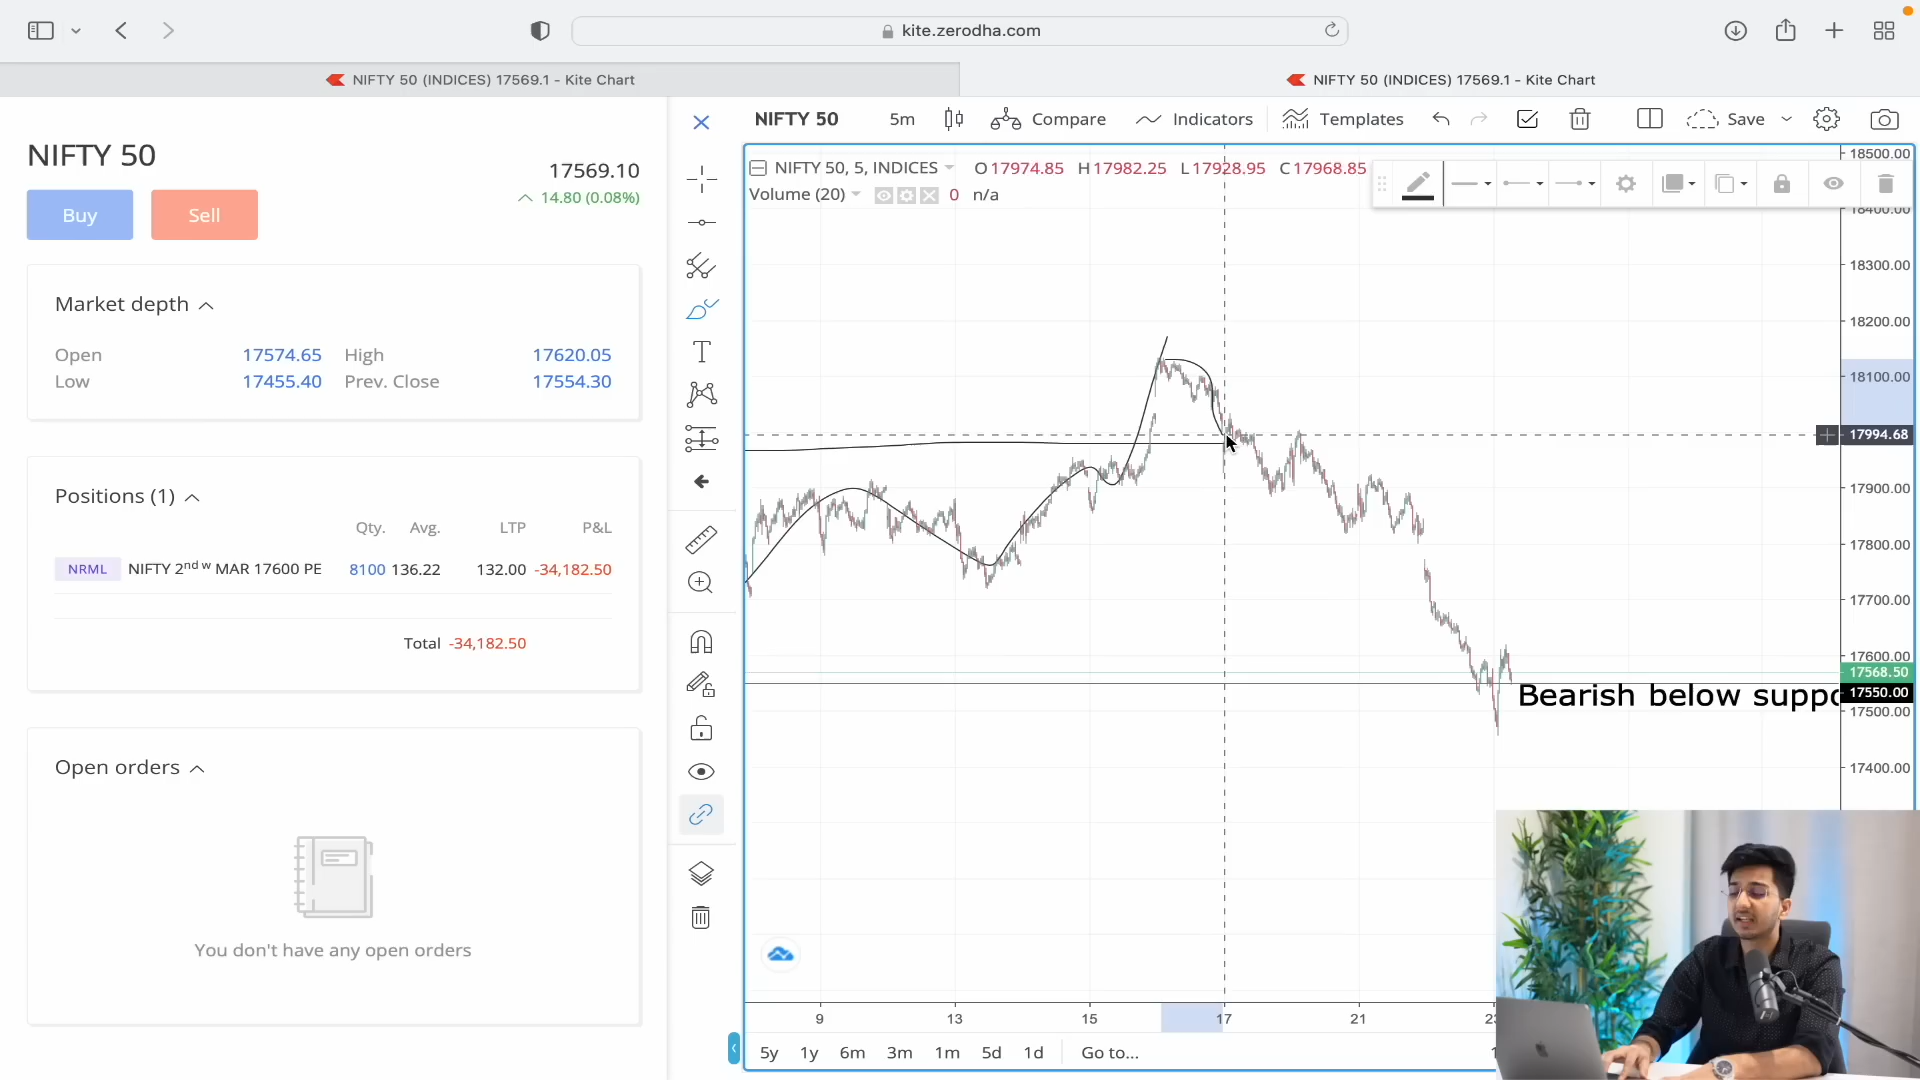 kite.zerodha.com
NIFTY 50 (INDICES) 17569.1 - Kite Chart
NIFTY 50 (INDICES) 17569.1 - Kite Chart
NIFTY 50
17569.10
14.80 (0.08%)
Buy
Sell
Market depth
Open 17574.65 High 17620.05
Low 17455.40 Prev. Close 17554.30
Positions (1)
Qty. Avg. LTP P&L
NRML NIFTY 2nd w MAR 17600 PE 8100 136.22 132.00 -34,182.50
Total -34,182.50
Open orders
You don't have any open orders
NIFTY 50 5m Compare Indicators Templates Save
NIFTY 50, 5, INDICES O17974.85 H17982.25 L17928.95 C17968.85
Volume (20) 0 n/a
18500.00
18400.00
18300.00
18200.00
18100.00
17994.68
17900.00
17800.00
17700.00
17600.00
17568.50
17550.00
17500.00
17400.00
Bearish below suppo
9 13 15 17 21
5y 1y 6m 3m 1m 5d 1d Go to...